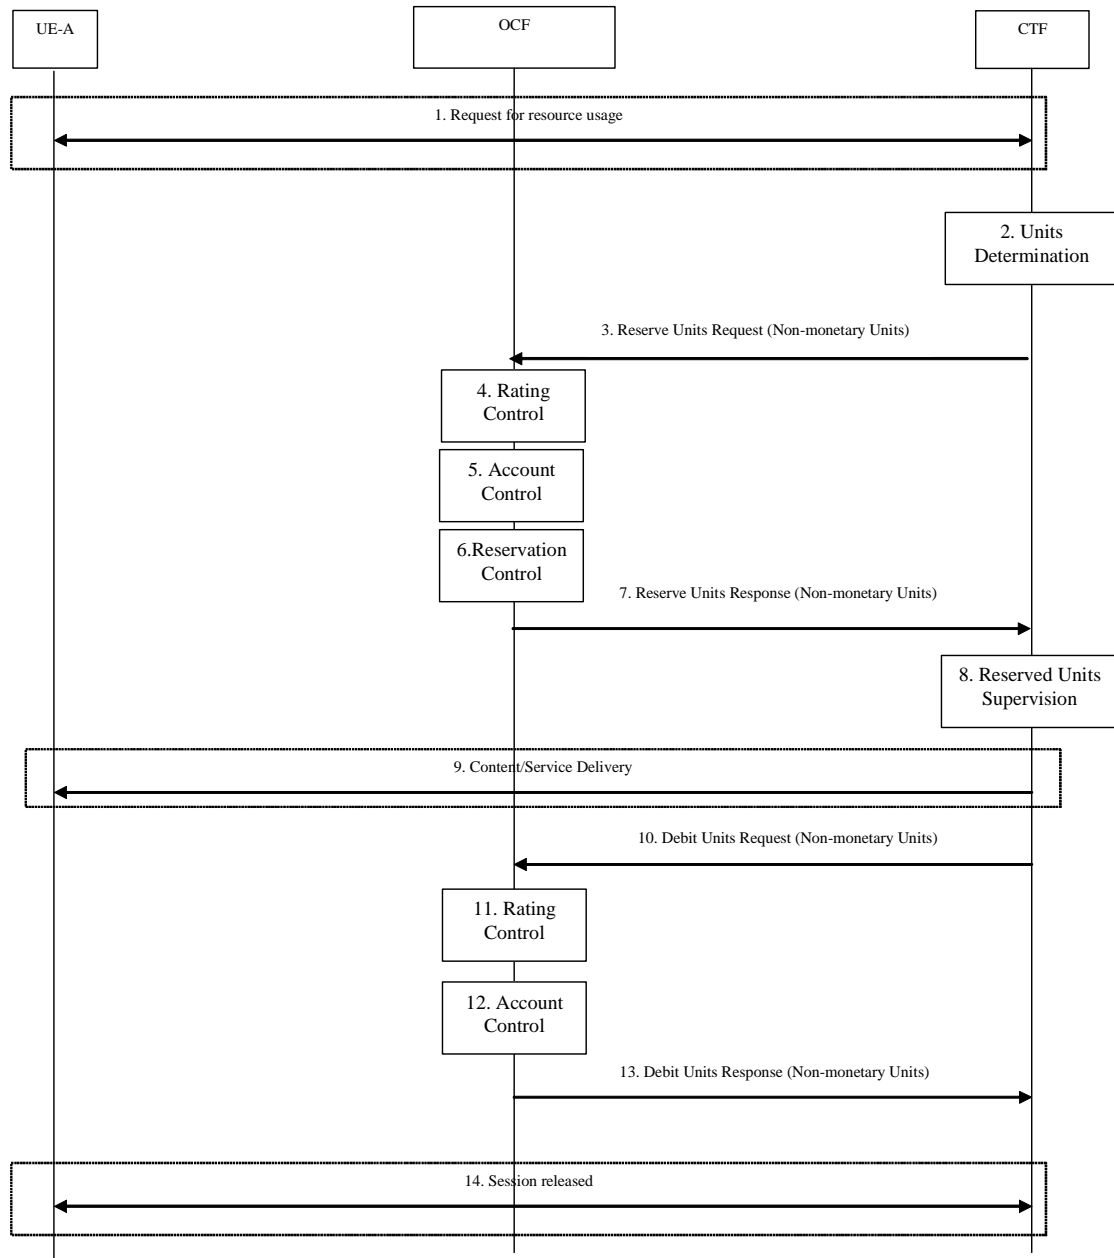 UE-A
OCF
CTF
1. Request for resource usage
2. Units
Determination
3. Reserve Units Request (Non-monetary Units)
4. Rating
Control
5. Account
Control
6.Reservation
Control
7. Reserve Units Response (Non-monetary Units)
8. Reserved Units
Supervision
9. Content/Service Delivery
10. Debit Units Request (Non-monetary Units)
11. Rating
Control
12. Account
Control
13. Debit Units Response (Non-monetary Units)
14. Session released